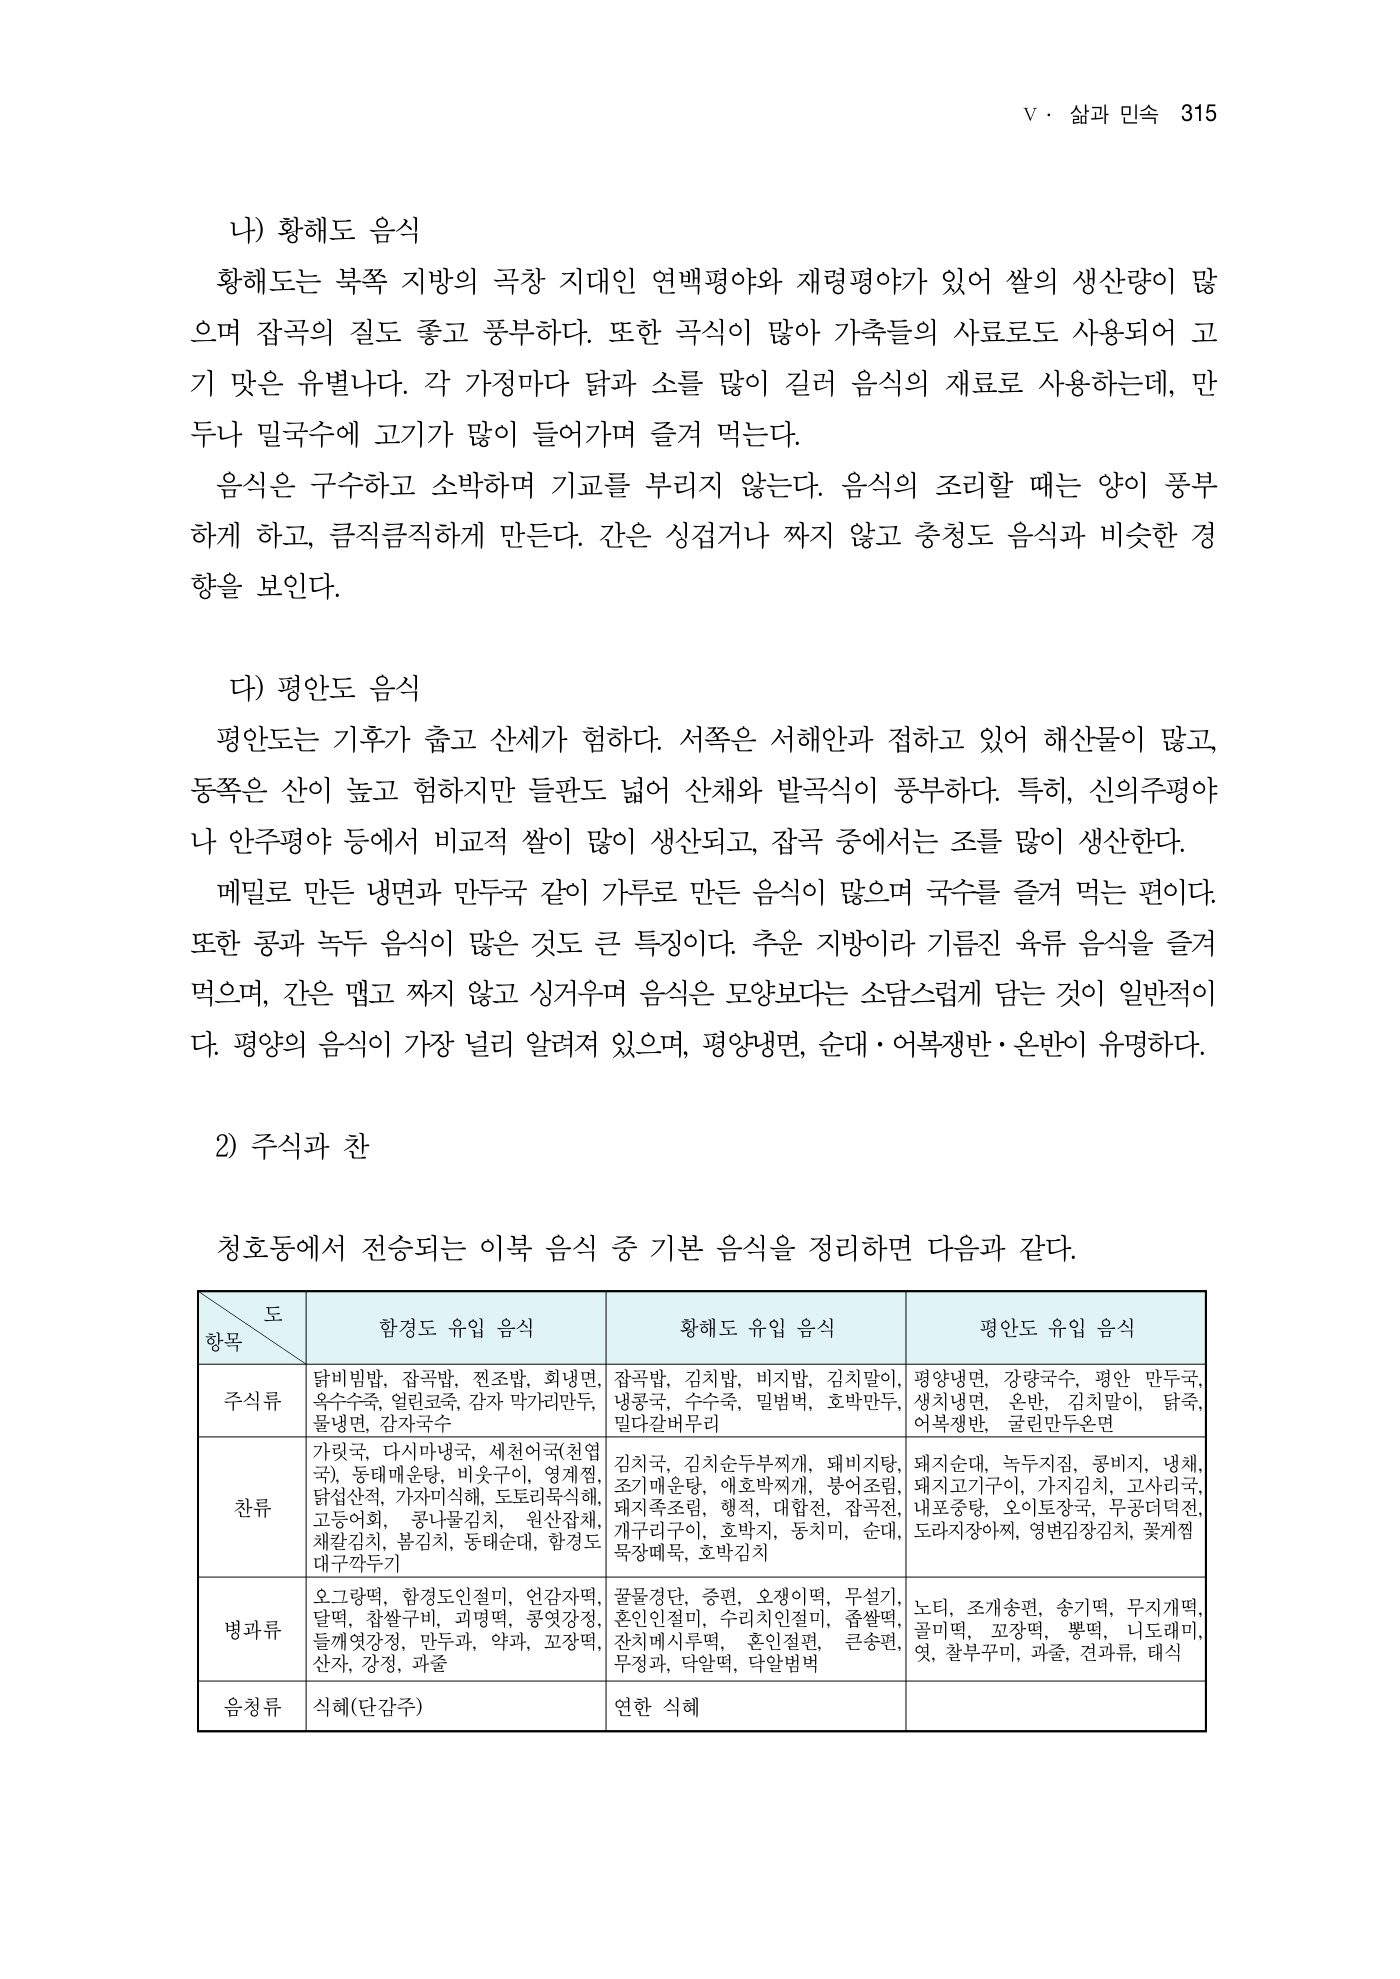 Ⅴ· 삶과 민속 315
나) 황해도 음식
황해도는 북쪽 지방의 곡창 지대인 연백평야와 재령평야가 있어 쌀의 생산량이 많
으며 잡곡의 질도 좋고 풍부하다. 또한 곡식이 많아 가축들의 사료로도 사용되어 고
기 맛은 유별나다. 각 가정마다 닭과 소를 많이 길러 음식의 재료로 사용하는데, 만
두나 밀국수에 고기가 많이 들어가며 즐겨 먹는다.
음식은 구수하고 소박하며 기교를 부리지 않는다. 음식의 조리할 때는 양이 풍부
하게 하고, 큼직큼직하게 만든다. 간은 싱겁거나 짜지 않고 충청도 음식과 비슷한 경
향을 보인다.
다) 평안도 음식
평안도는 기후가 춥고 산세가 험하다. 서쪽은 서해안과 접하고 있어 해산물이 많고,
동쪽은 산이 높고 험하지만 들판도 넓어 산채와 밭곡식이 풍부하다. 특히, 신의주평야
나 안주평야 등에서 비교적 쌀이 많이 생산되고, 잡곡 중에서는 조를 많이 생산한다.
메밀로 만든 냉면과 만두국 같이 가루로 만든 음식이 많으며 국수를 즐겨 먹는 편이다.
또한 콩과 녹두 음식이 많은 것도 큰 특징이다. 추운 지방이라 기름진 육류 음식을 즐겨
먹으며, 간은 맵고 짜지 않고 싱거우며 음식은 모양보다는 소담스럽게 담는 것이 일반적이
다. 평양의 음식이 가장 널리 알려져 있으며, 평양냉면, 순대·어복쟁반·온반이 유명하다.
2) 주식과 찬
청호동에서 전승되는 이북 음식 중 기본 음식을 정리하면 다음과 같다.
도
항목
함경도 유입 음식
황해도 유입 음식
평안도 유입 음식
주식류
닭비빔밥, 잡곡밥, 찐조밥, 회냉면,
옥수수죽, 얼린코죽, 감자 막가리만두,
물냉면, 감자국수
잡곡밥, 김치밥, 비지밥, 김치말이,
냉콩국, 수수죽, 밀범벅, 호박만두,
밀다갈버무리
평양냉면, 강량국수, 평안 만두국,
생치냉면, 온반, 김치말이, 닭죽,
어복쟁반, 굴린만두온면
찬류
가릿국, 다시마냉국, 세천어국(천엽
국), 동태매운탕, 비웃구이, 영계찜,
닭섭산적, 가자미식해, 도토리묵식해,
고등어회, 콩나물김치, 원산잡채,
채칼김치, 봄김치, 동태순대, 함경도
대구깍두기
김치국, 김치순두부찌개, 돼비지탕,
조기매운탕, 애호박찌개, 붕어조림,
돼지족조림, 행적, 대합전, 잡곡전,
개구리구이, 호박지, 동치미, 순대,
묵장떼묵, 호박김치
돼지순대, 녹두지짐, 콩비지, 냉채,
돼지고기구이, 가지김치, 고사리국,
내포중탕, 오이토장국, 무공더덕전,
도라지장아찌, 영변김장김치, 꽃게찜
병과류
오그랑떡, 함경도인절미, 언감자떡,
달떡, 찹쌀구비, 괴명떡, 콩엿강정,
들깨엿강정, 만두과, 약과, 꼬장떡,
산자, 강정, 과줄
꿀물경단, 증편, 오쟁이떡, 무설기,
혼인인절미, 수리치인절미, 좁쌀떡,
잔치메시루떡, 혼인절편, 큰송편,
무정과, 닥알떡, 닥알범벅
노티, 조개송편, 송기떡, 무지개떡,
골미떡, 꼬장떡, 뽕떡, 니도래미,
엿, 찰부꾸미, 과줄, 견과류, 태식
음청류
식혜(단감주)
연한 식혜